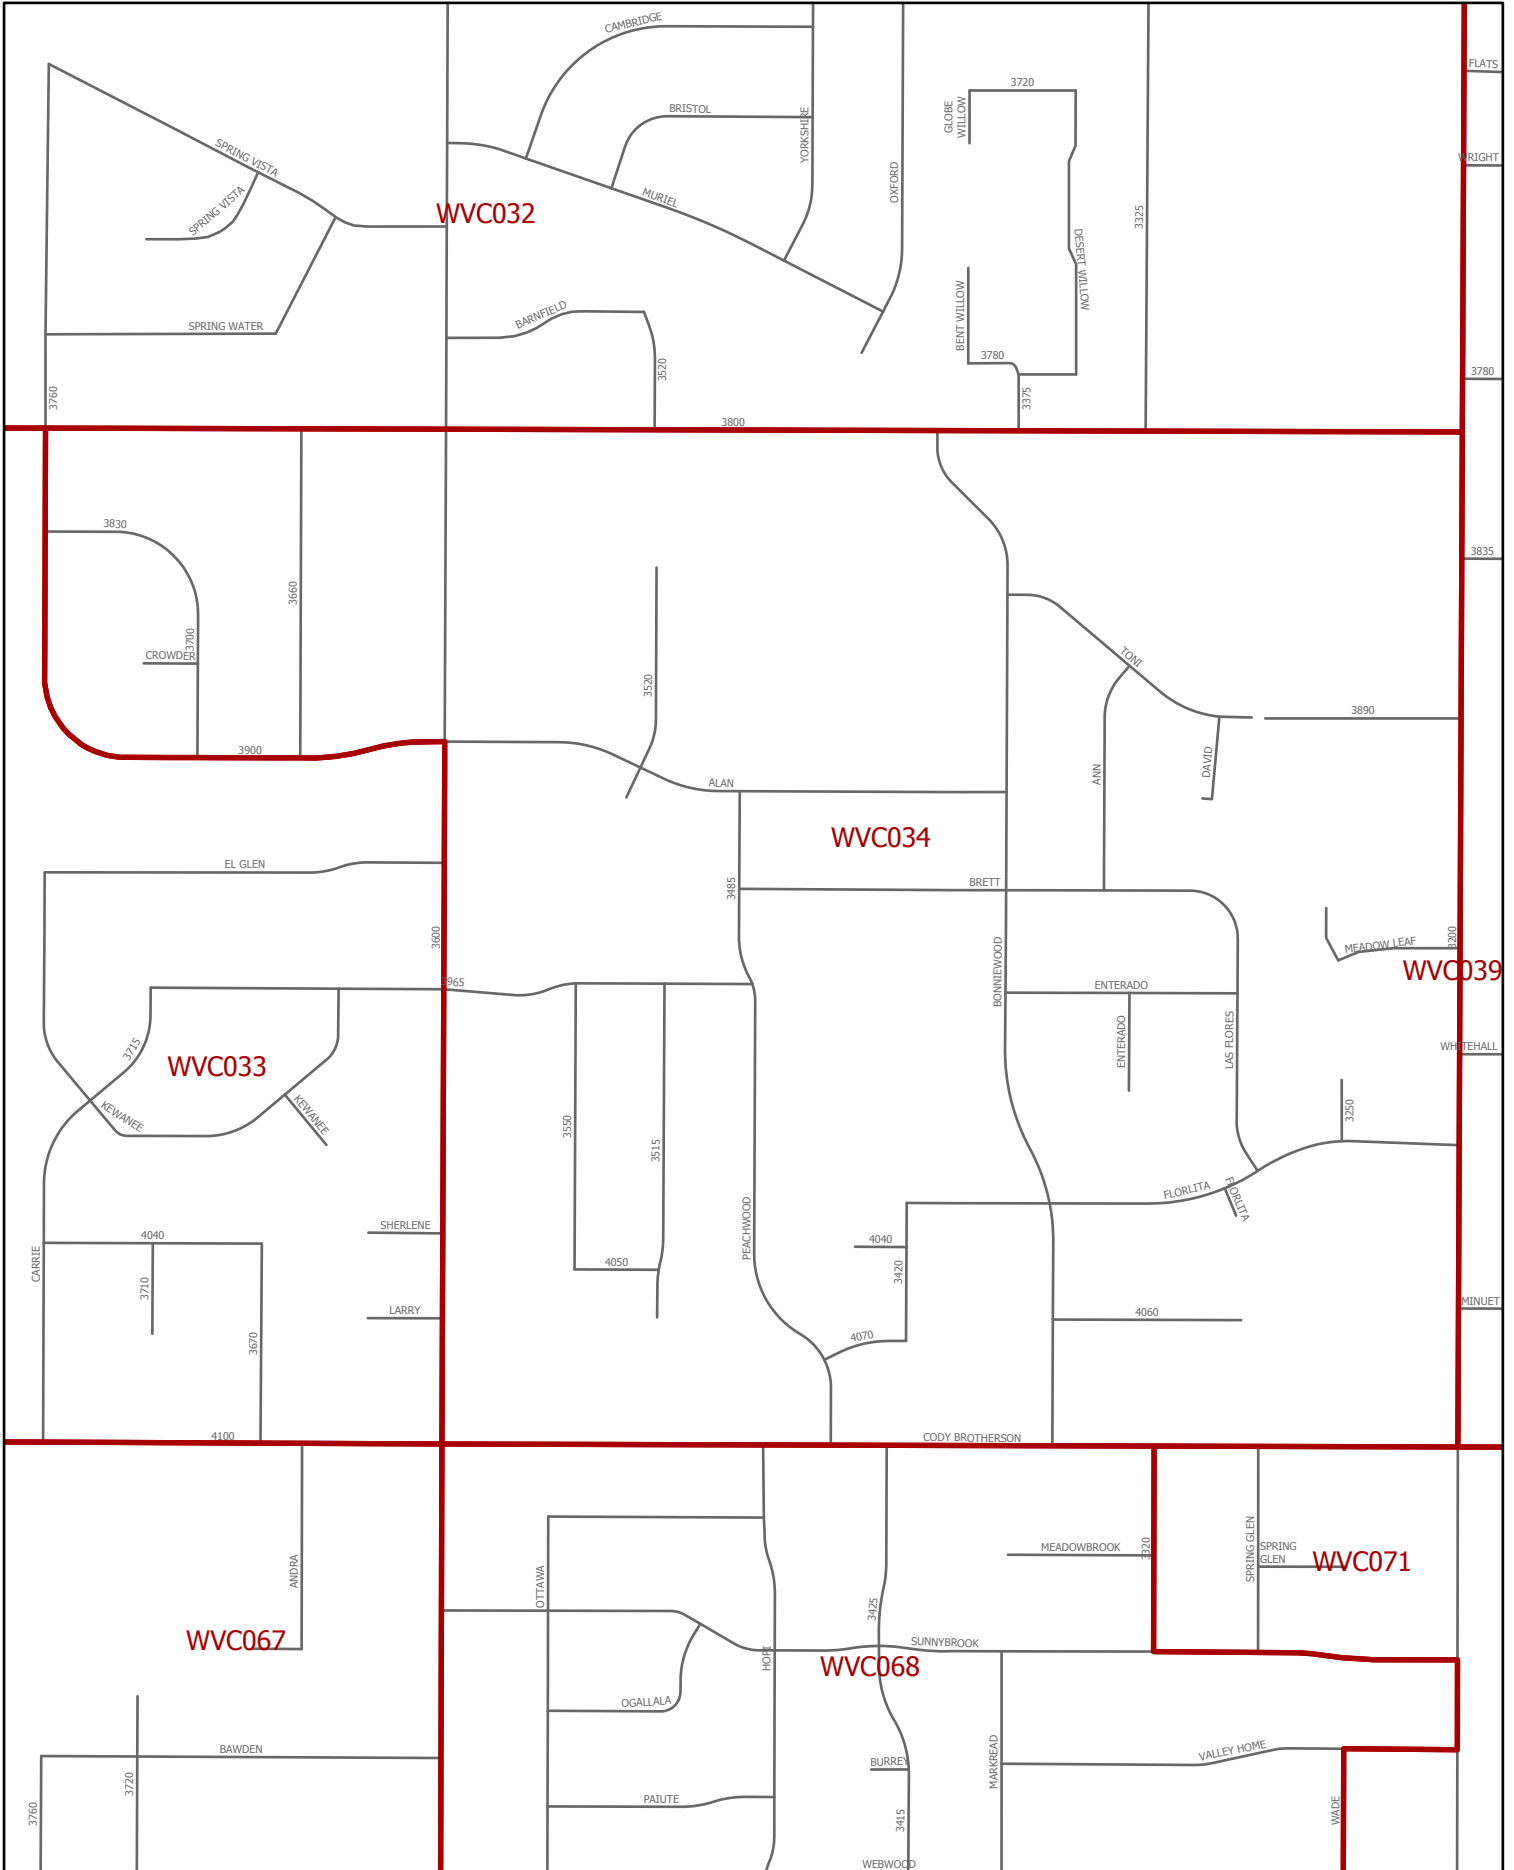 CAMBRIDGE
FLATS
3720
GLOBE
WILLOW
BRISTOL
YORKSHIRE
SPRING VISTA
WRIGHT
SPRING VISTA
MURIEL
OXFORD
WVC032
3325
DESERT WILLOW
BARNFIELD
BENT WILLOW
SPRING WATER
3780
3520
3780
3760
3375
3800
3830
3835
3660
3700
CROWDER
TONI
3520
3890
3900
DAVID
ALAN
ANN
WVC034
EL GLEN
3485
BRETT
3600
3200
MEADOW LEAF
WVC039
BONNIEWOOD
3965
ENTERADO
ENTERADO
LAS FLORES
WHITEHALL
3715
WVC033
KEWANEE
KEWANEE
3550
3515
3250
FLORLITA
FLORLITA
PEACHWOOD
SHERLENE
4040
4040
CARRIE
4050
3420
3710
LARRY
4060
MINUET
3670
4070
4100
CODY BROTHERSON
MEADOWBROOK
3320
SPRING GLEN
SPRING
GLEN
WVC071
ANDRA
OTTAWA
3425
WVC067
SUNNYBROOK
HOPI
WVC068
OGALLALA
BAWDEN
MARKREAD
VALLEY HOME
BURREY
3720
PAIUTE
3760
3415
WADE
WEBWOOD